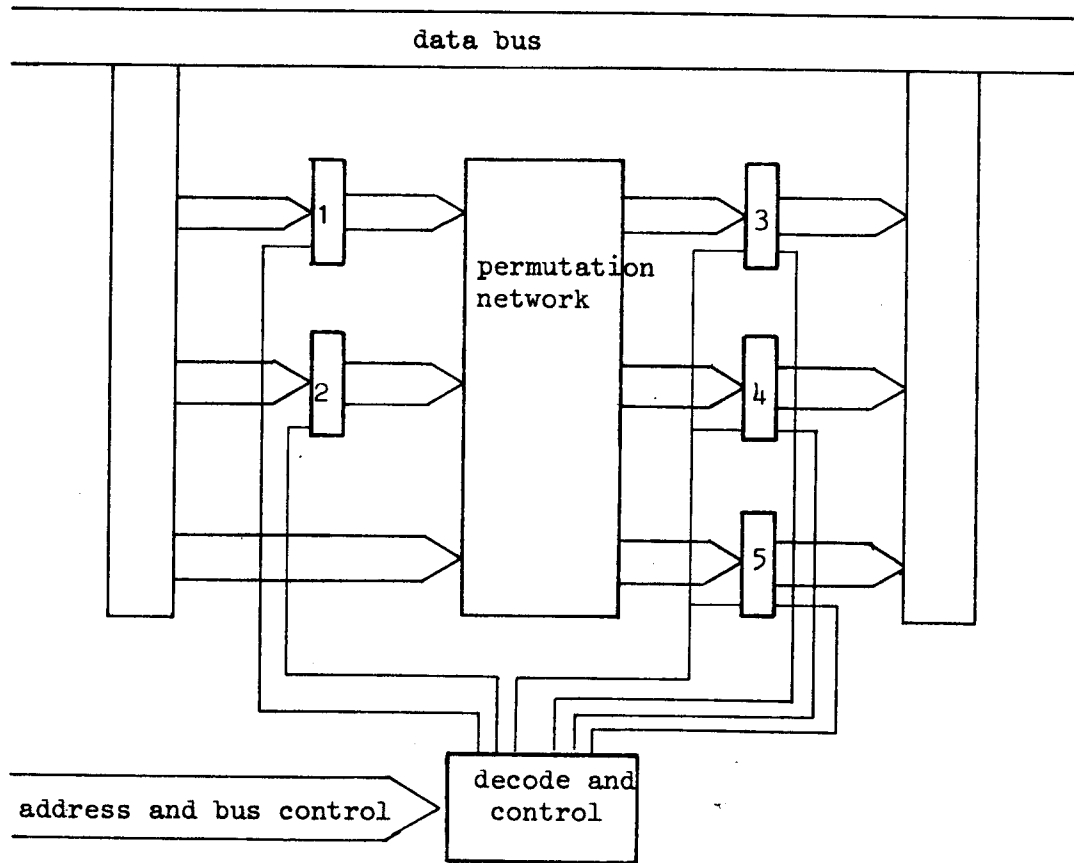 data bus
1
3
permutation
network
2
4
5
decode and
control
address and bus control